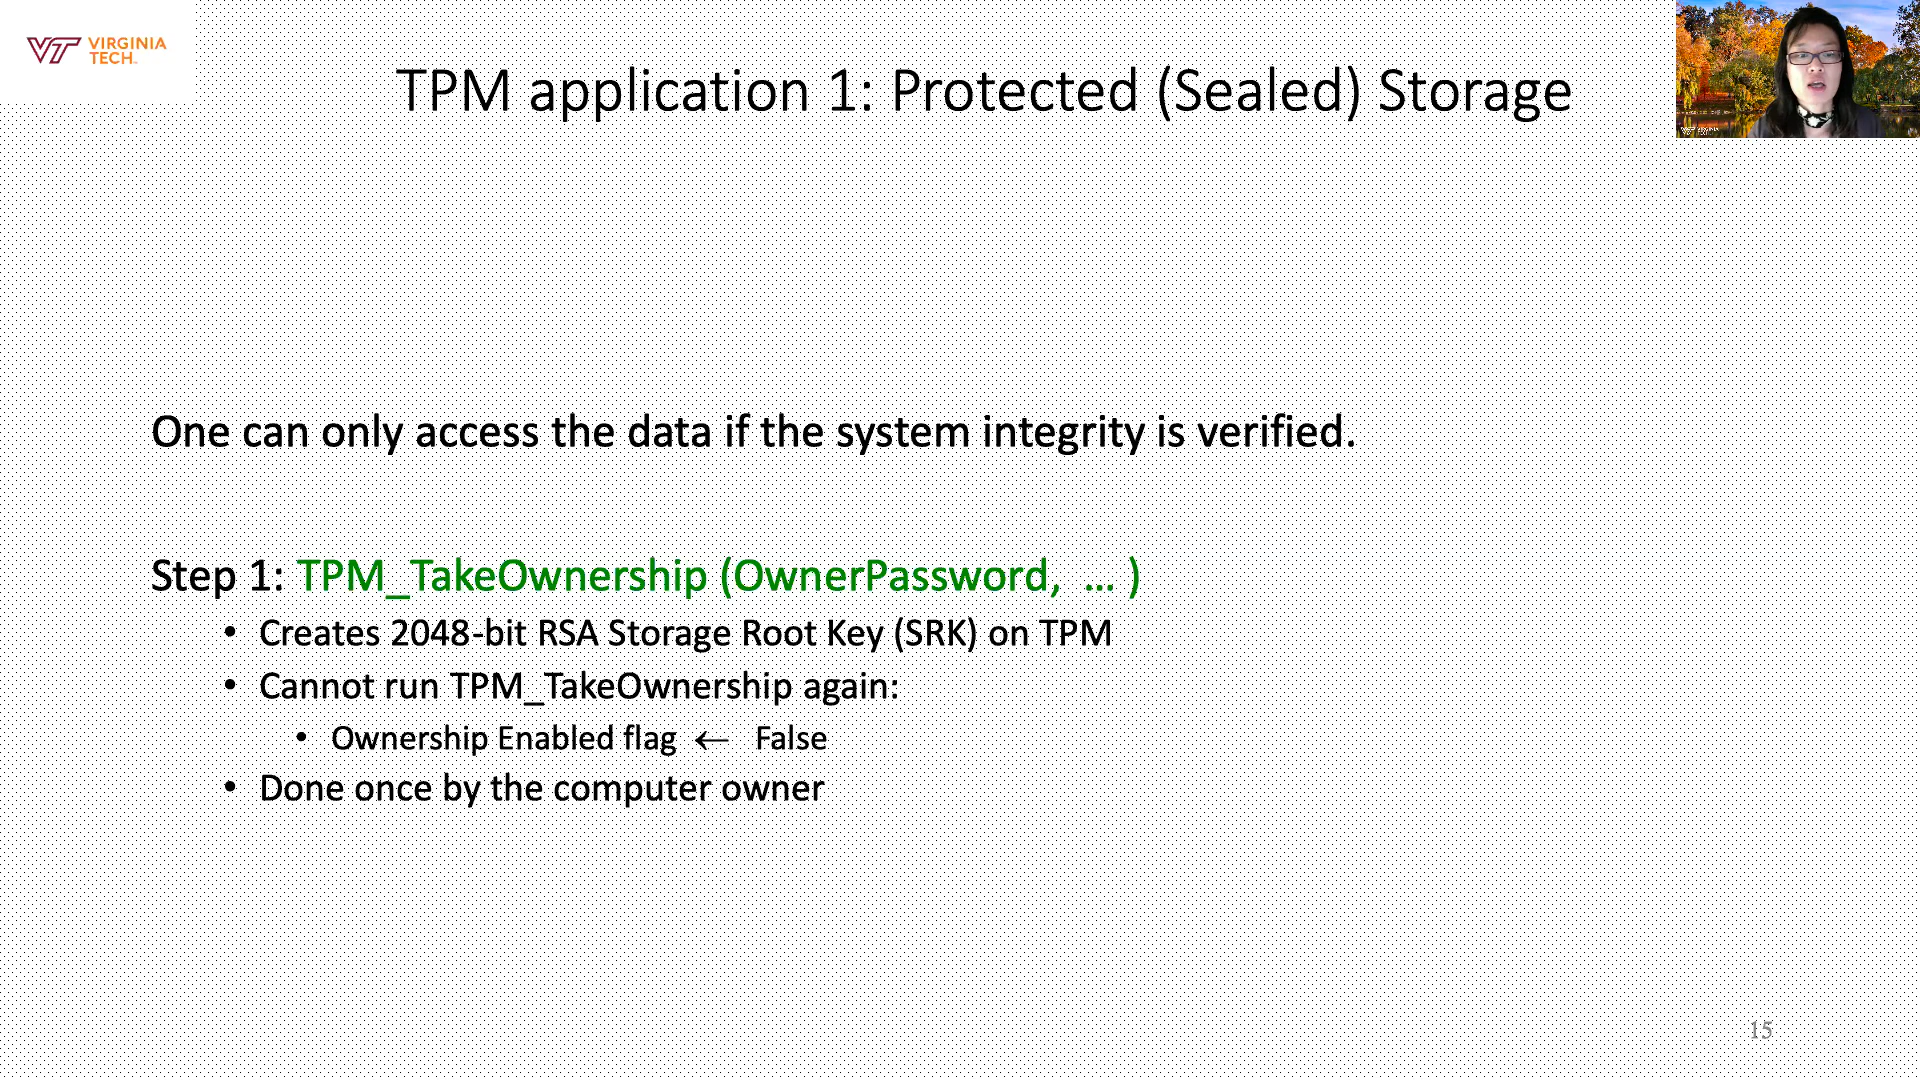 VIRGINIA
TECH
TPM application 1: Protected (Sealed) Storage
One can only access the data if the system integrity is verified.
Step 1: TPM_TakeOwnership (OwnerPassword, … )
• Creates 2048-bit RSA Storage Root Key (SRK) on TPM
• Cannot run TPM_TakeOwnership again:
• Ownership Enabled flag ← False
• Done once by the computer owner
15